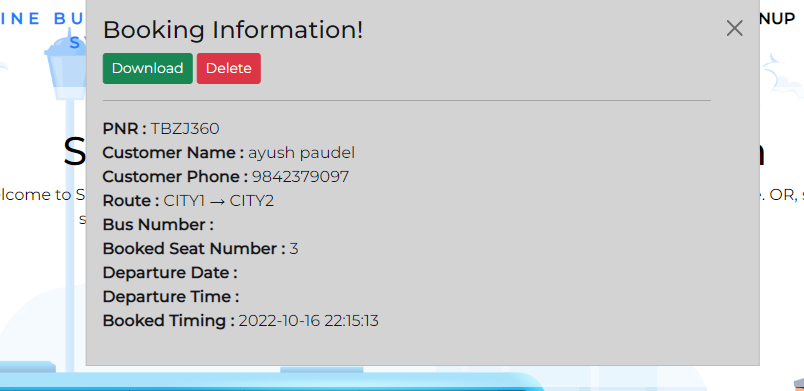 INE BU
NUP
Booking Information!
Download Delete
PNR : TBZJ360
Customer Name : ayush paudel
Customer Phone : 9842379097
elcome to S
Route : CITY1 → CITY2
e. OR, s
Bus Number :
Booked Seat Number : 3
Departure Date :
Departure Time :
Booked Timing : 2022-10-16 22:15:13